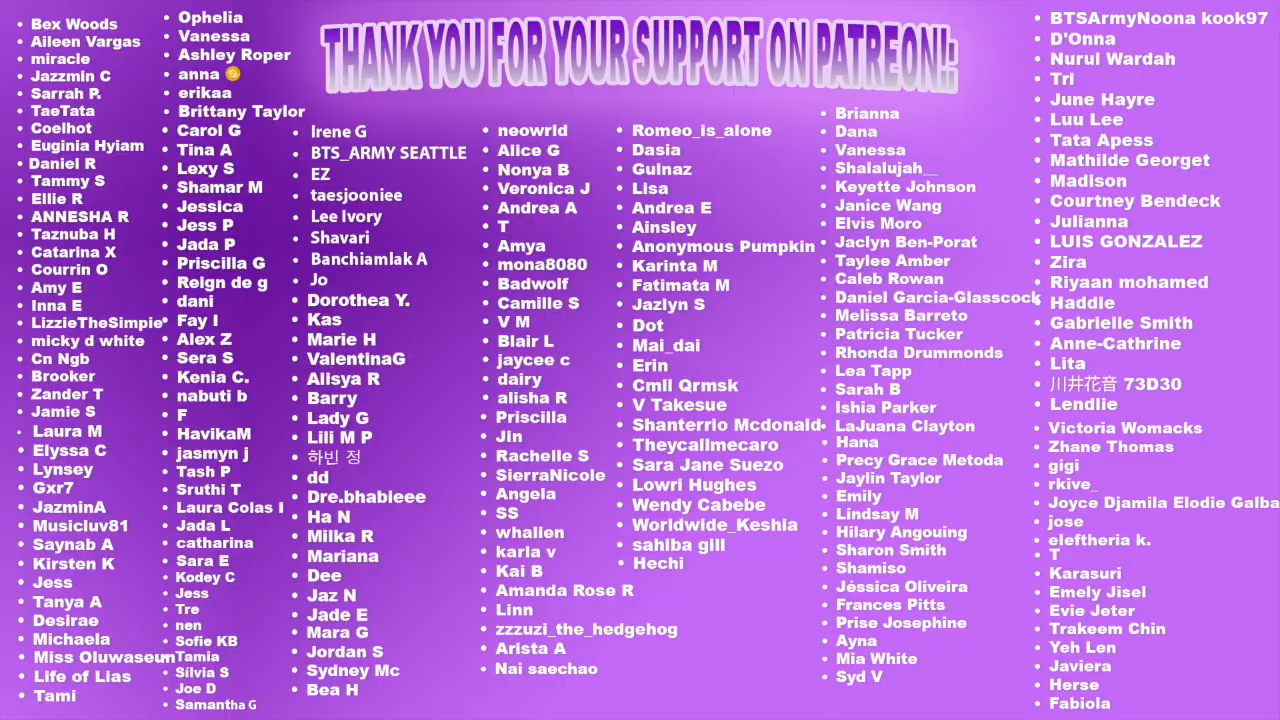 THANK YOU FOR YOUR SUPPORT ON PATREON!:
• Bex Woods
• Aileen Vargas
• miracle
• Jazzmin C
• Sarrah P.
• TaeTata
• Coelhot
• Euginia Hyiam
• Daniel R
• Tammy S
• Ellie R
• ANNESHA R
• Taznuba H
• Catarina X
• Courrin O
• Amy E
• Inna E
• LizzieTheSimpie
• micky d white
• Cn Ngb
• Brooker
• Zander T
• Jamie S
• Laura M
• Elyssa C
• Lynsey
• Gxr7
• JazminA
• Musicluv81
• Saynab A
• Kirsten K
• Jess
• Tanya A
• Desirae
• Michaela
• Miss Oluwaseun
• Life of Lias
• Tami
• Ophelia
• Vanessa
• Ashley Roper
• anna
• erikaa
• Brittany Taylor
• Carol G
• Tina A
• Lexy S
• Shamar M
• Jessica
• Jess P
• Jada P
• Priscilla G
• Reign de g
• dani
• Fay I
• Alex Z
• Sera S
• Kenia C.
• nabuti b
• F
• HavikaM
• jasmyn j
• Tash P
• Sruthi T
• Laura Colas I
• Jada L
• catharina
• Sara E
• Kodey C
• Jess
• Tre
• nen
• Sofie KB
• Tamia
• Sílvia S
• Joe D
• Samantha G
• Irene G
• BTS_ARMY SEATTLE
• EZ
• taesjooniee
• Lee Ivory
• Shavari
• Banchiamlak A
• Jo
• Dorothea Y.
• Kas
• Marie H
• ValentinaG
• Alisya R
• Barry
• Lady G
• Lili M P
• 하빈 정
• dd
• Dre.bhabieee
• Ha N
• Milka R
• Mariana
• Dee
• Jaz N
• Jade E
• Mara G
• Jordan S
• Sydney Mc
• Bea H
• neowrld
• Alice G
• Nonya B
• Veronica J
• Andrea A
• T
• Amya
• mona8080
• Badwolf
• Camille S
• V M
• Blair L
• jaycee c
• dairy
• alisha R
• Priscilla
• Jin
• Rachelle S
• SierraNicole
• Angela
• SS
• whallen
• karla v
• Kai B
• Amanda Rose R
• Linn
• zzzuzi_the_hedgehog
• Arista A
• Nai saechao
• Romeo_is_alone
• Dasia
• Gulnaz
• Lisa
• Andrea E
• Ainsley
• Anonymous Pumpkin
• Karinta M
• Fatimata M
• Jazlyn S
• Dot
• Mai_dai
• Erin
• Cmll Qrmsk
• V Takesue
• Shanterrio Mcdonald
• Theycallmecaro
• Sara Jane Suezo
• Lowri Hughes
• Wendy Cabebe
• Worldwide_Keshia
• sahiba gill
• Hechi
• Brianna
• Dana
• Vanessa
• Shalalujah__
• Keyette Johnson
• Janice Wang
• Elvis Moro
• Jaclyn Ben-Porat
• Taylee Amber
• Caleb Rowan
• Daniel Garcia-Glasscock
• Melissa Barreto
• Patricia Tucker
• Rhonda Drummonds
• Lea Tapp
• Sarah B
• Ishia Parker
• LaJuana Clayton
• Hana
• Precy Grace Metoda
• Jaylin Taylor
• Emily
• Lindsay M
• Hilary Angouing
• Sharon Smith
• Shamiso
• Jéssica Oliveira
• Frances Pitts
• Prise Josephine
• Ayna
• Mia White
• Syd V
• BTSArmyNoona kook97
• D'Onna
• Nurul Wardah
• Tri
• June Hayre
• Luu Lee
• Tata Apess
• Mathilde Georget
• Madison
• Courtney Bendeck
• Julianna
• LUIS GONZALEZ
• Zira
• Riyaan mohamed
• Haddie
• Gabrielle Smith
• Anne-Cathrine
• Lita
• 川井花音 73D30
• Lendlie
• Victoria Womacks
• Zhane Thomas
• gigi
• rkive_
• Joyce Djamila Elodie Galba
• jose
• eleftheria k.
• T
• Karasuri
• Emely Jisel
• Evie Jeter
• Trakeem Chin
• Yeh Len
• Javiera
• Herse
• Fabiola